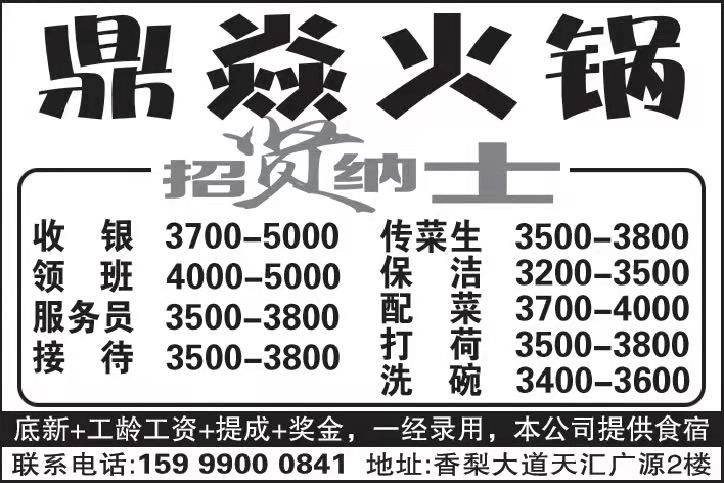 鼎焱火锅
招贤纳士
收银 3700-5000
领班 4000-5000
服务员 3500-3800
接待 3500-3800
传菜生 3500-3800
保洁 3200-3500
配菜 3700-4000
打荷 3500-3800
洗碗 3400-3600
底新+工龄工资+提成+奖金，一经录用，本公司提供食宿
联系电话:159 9900 0841 地址:香梨大道天汇广源2楼